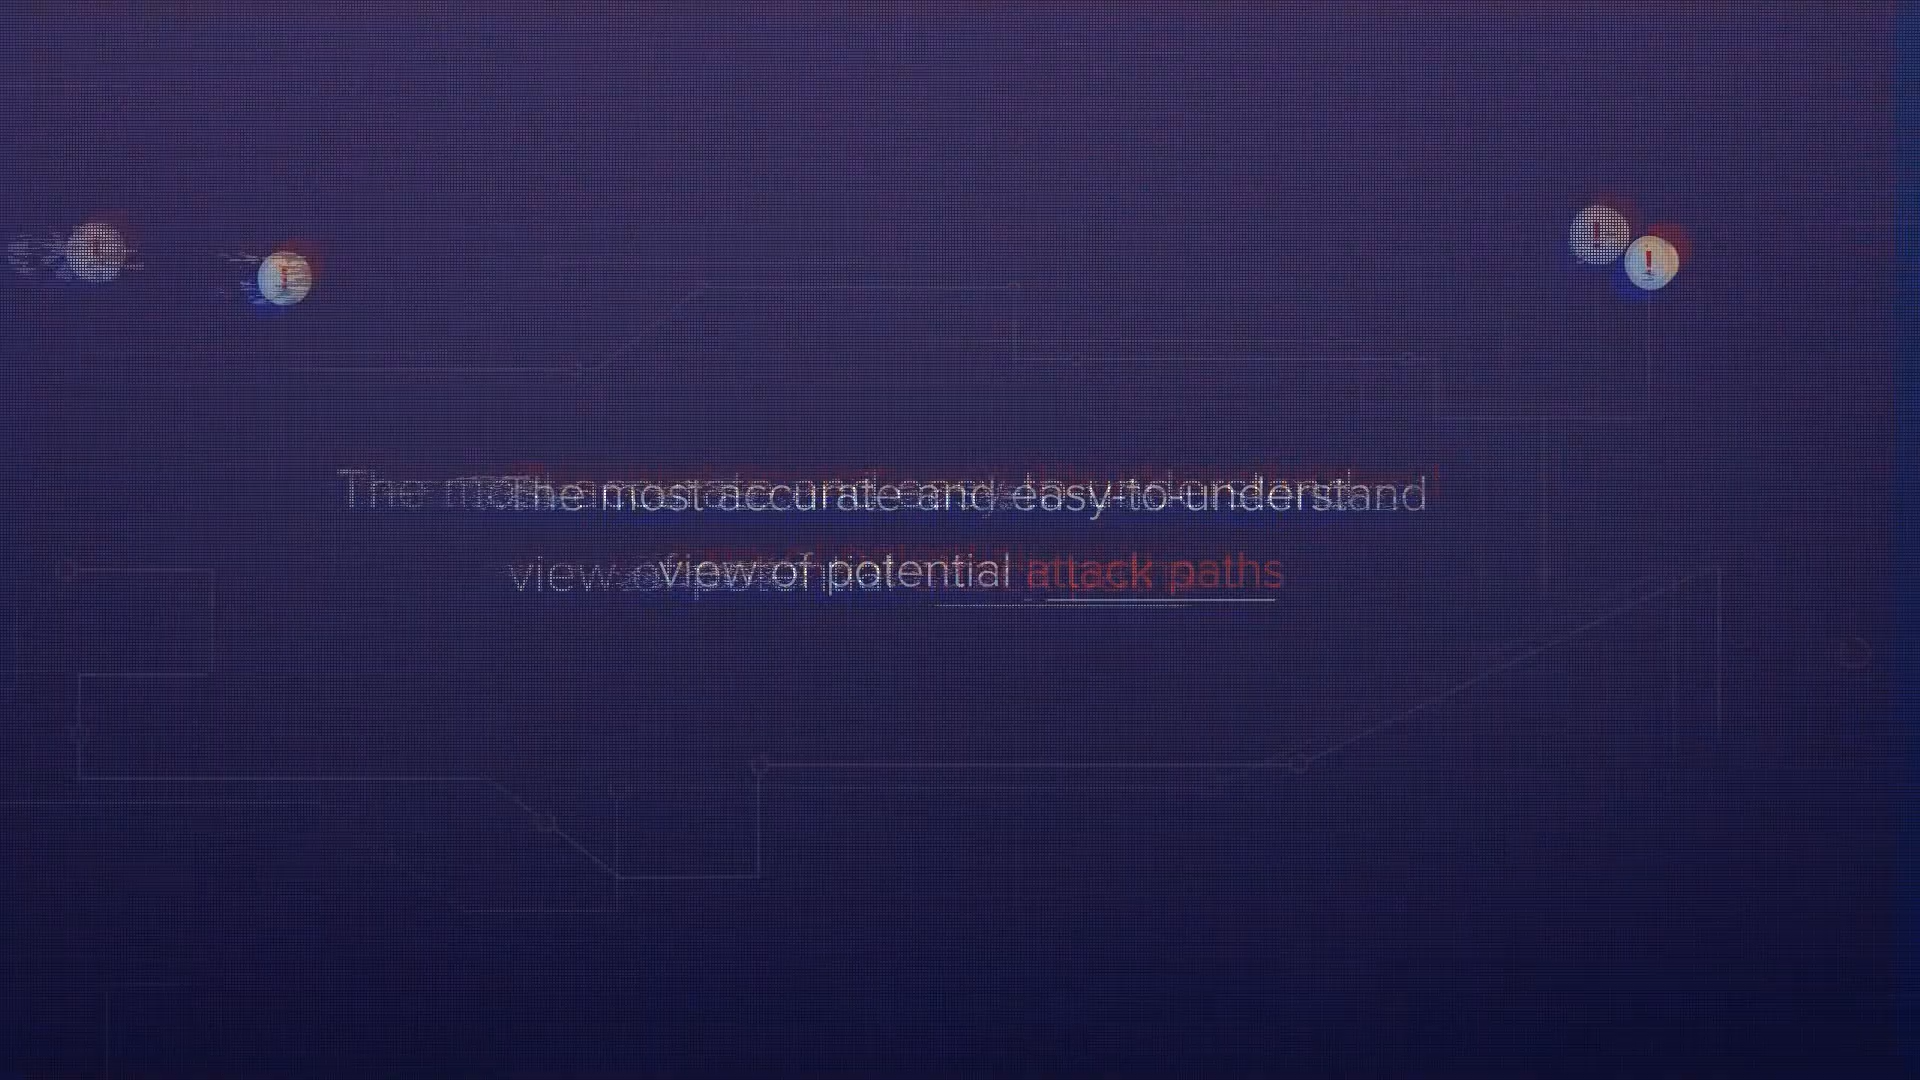 The most accurate and easy-to-understand
view of potential attack paths